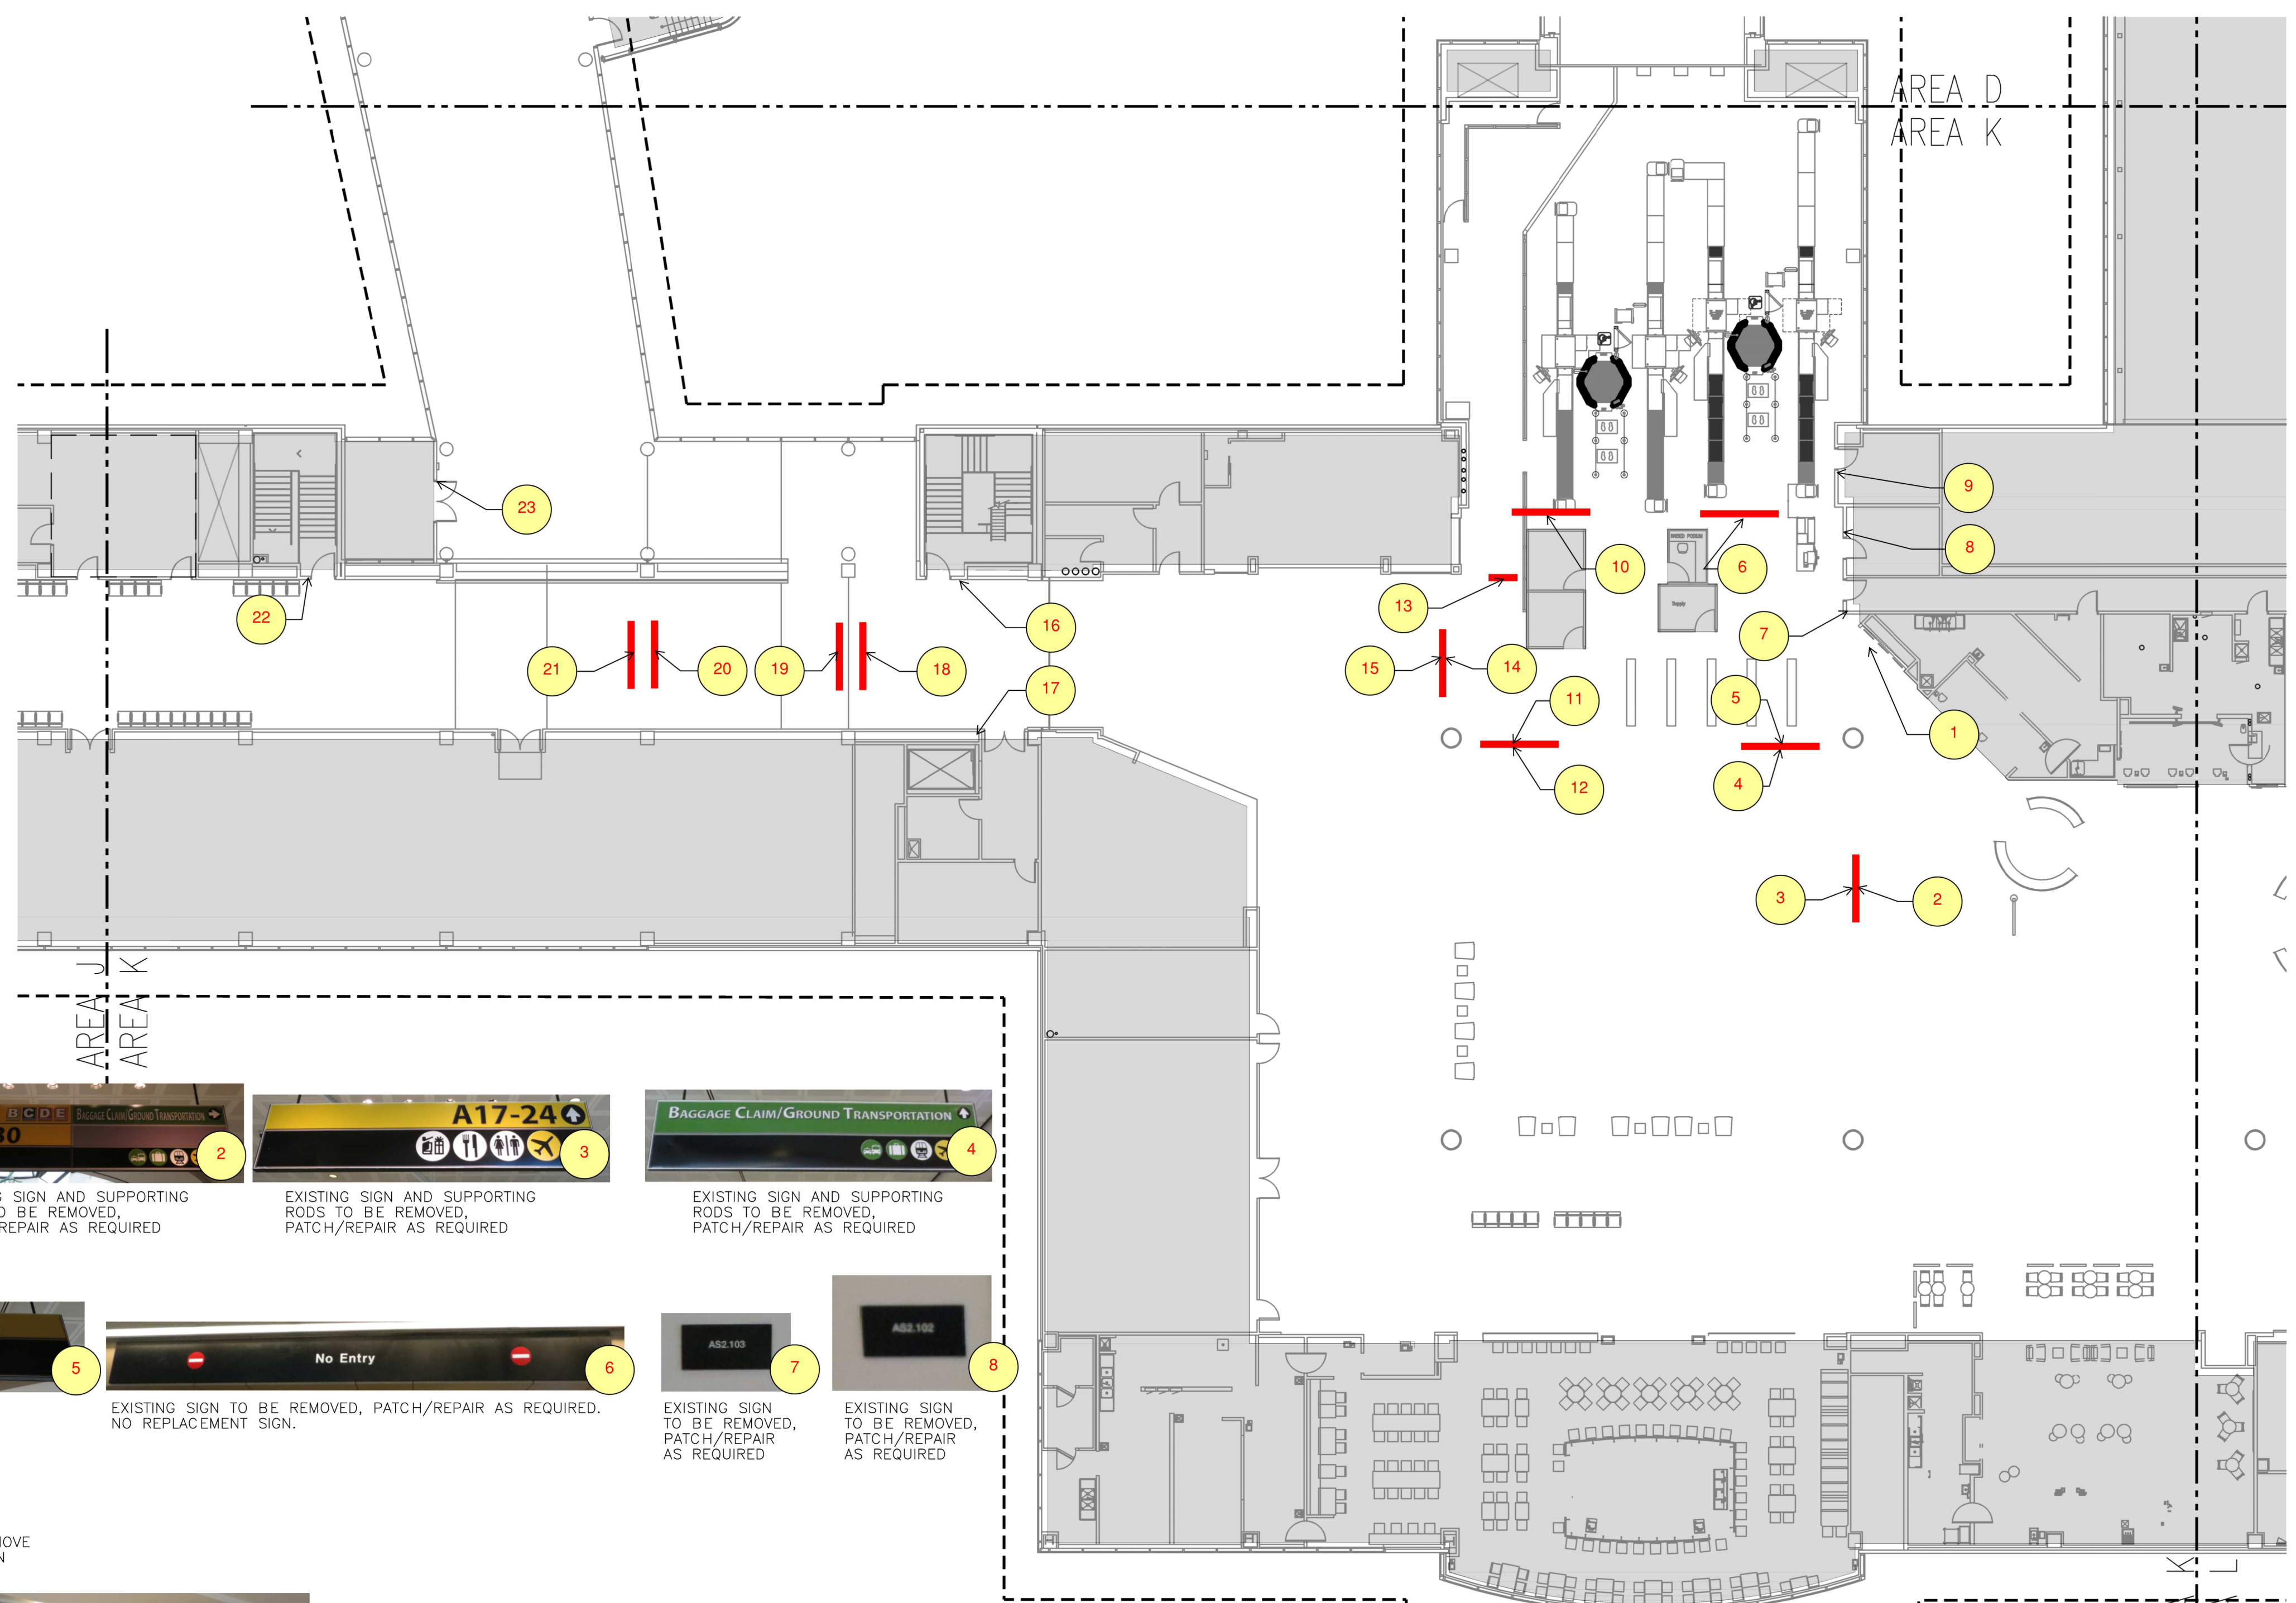 AREA D
AREA K
9
23
8
10
6
13
22
16
7
RAISED PODIUM
Supply
21
20
19
18
15
14
17
11
5
1
12
4
3
2
AREA J
AREA K
B C D E BAGGAGE CLAIM/GROUND TRANSPORTATION
30
2
A17-24
3
BAGGAGE CLAIM/GROUND TRANSPORTATION
4
SIGN AND SUPPORTING
O BE REMOVED,
REPAIR AS REQUIRED
EXISTING SIGN AND SUPPORTING
RODS TO BE REMOVED,
PATCH/REPAIR AS REQUIRED
EXISTING SIGN AND SUPPORTING
RODS TO BE REMOVED,
PATCH/REPAIR AS REQUIRED
5
No Entry
6
AS2.103
7
AS2.102
8
EXISTING SIGN TO BE REMOVED, PATCH/REPAIR AS REQUIRED.
NO REPLACEMENT SIGN.
EXISTING SIGN
TO BE REMOVED,
PATCH/REPAIR
AS REQUIRED
EXISTING SIGN
TO BE REMOVED,
PATCH/REPAIR
AS REQUIRED
MOVE
N
K
L